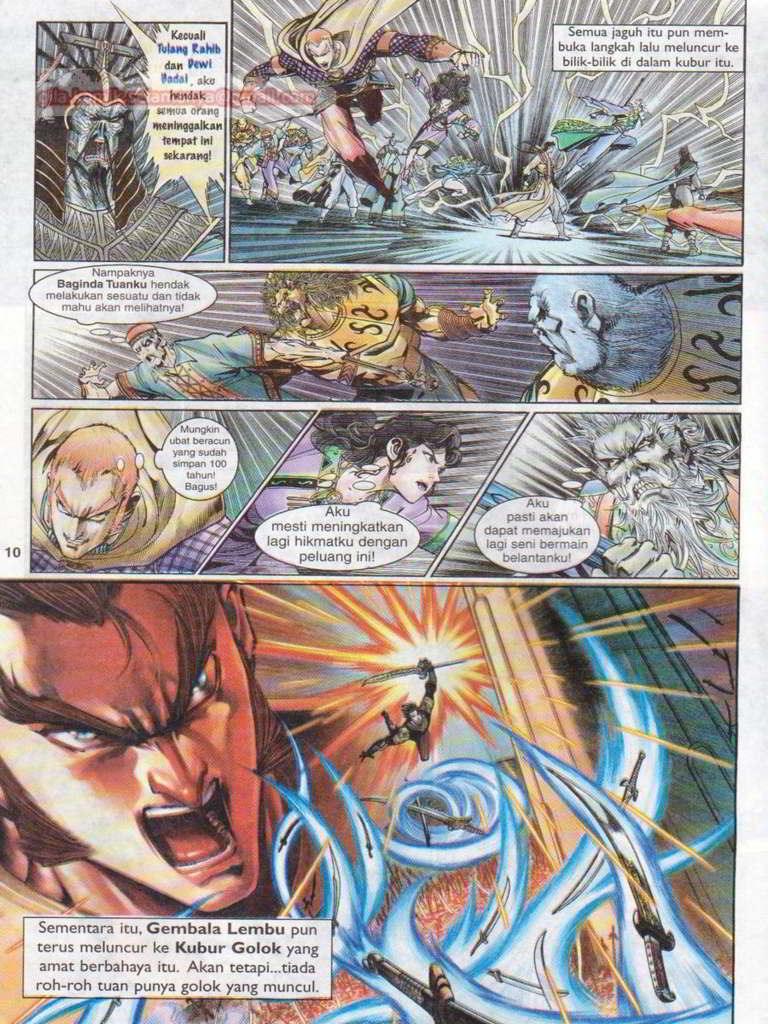 Kecuali
Tulang Rahib
dan Dewi
Badai, aku
hendak
semua orang
meninggalkan
tempat ini
sekarang!
Semua jaguh itu pun mem-
buka langkah lalu meluncur ke
bilik-bilik di dalam kubur itu.
Nampaknya
Baginda Tuanku hendak
melakukan sesuatu dan tidak
mahu akan melihatnya!
Mungkin
ubat beracun
yang sudah
simpan 100
tahun!
Bagus!
Aku
mesti meningkatkan
lagi hikmatku dengan
peluang ini!
Aku
pasti akan
dapat memajukan
lagi seni bermain
belantanku!
10
Sementara itu, Gembala Lembu pun
terus meluncur ke Kubur Golok yang
amat berbahaya itu. Akan tetapi...tiada
roh-roh tuan punya golok yang muncul.